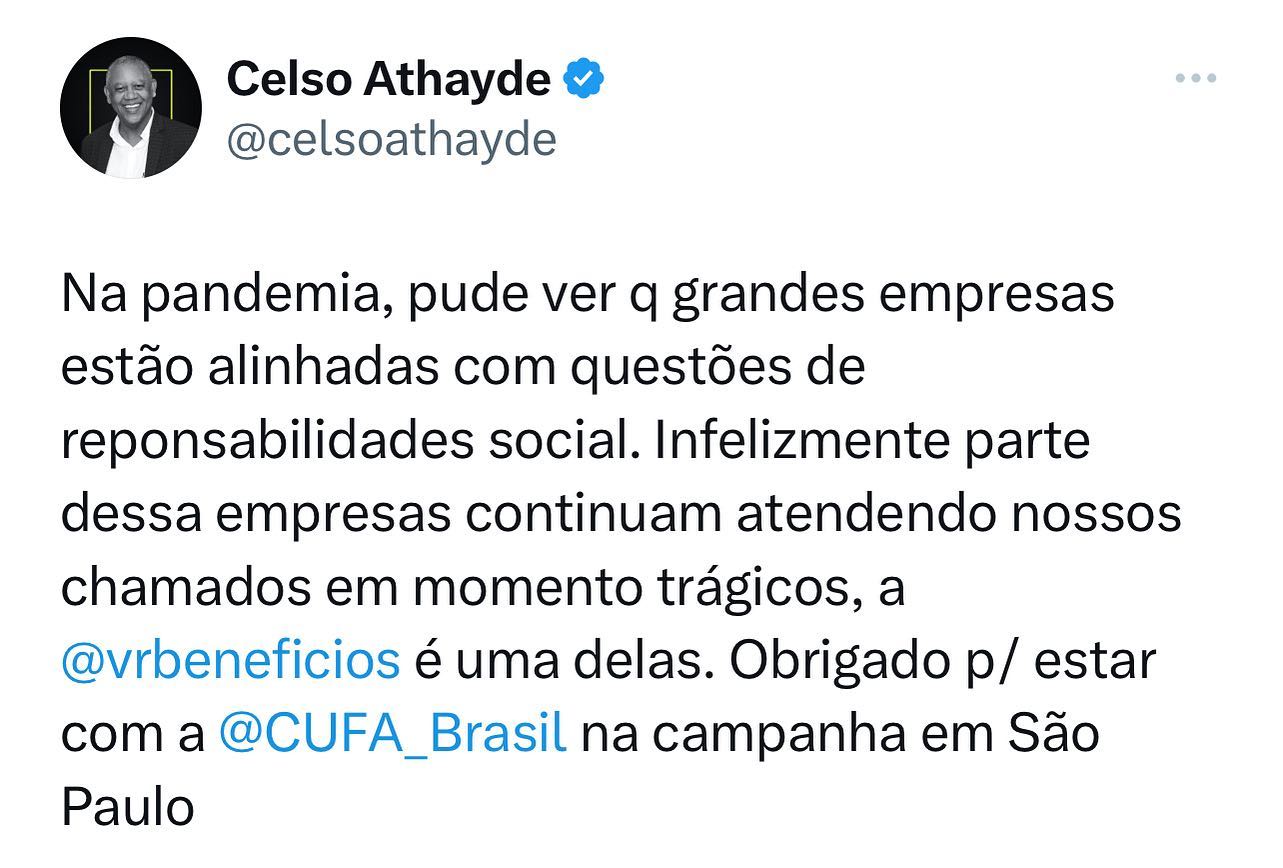 Celso Athayde
@celsoathayde
Na pandemia, pude ver q grandes empresas
estão alinhadas com questões de
reponsabilidades social. Infelizmente parte
dessa empresas continuam atendendo nossos
chamados em momento trágicos, a
@vrbeneficios é uma delas. Obrigado p/ estar
com a @CUFA_Brasil na campanha em São
Paulo